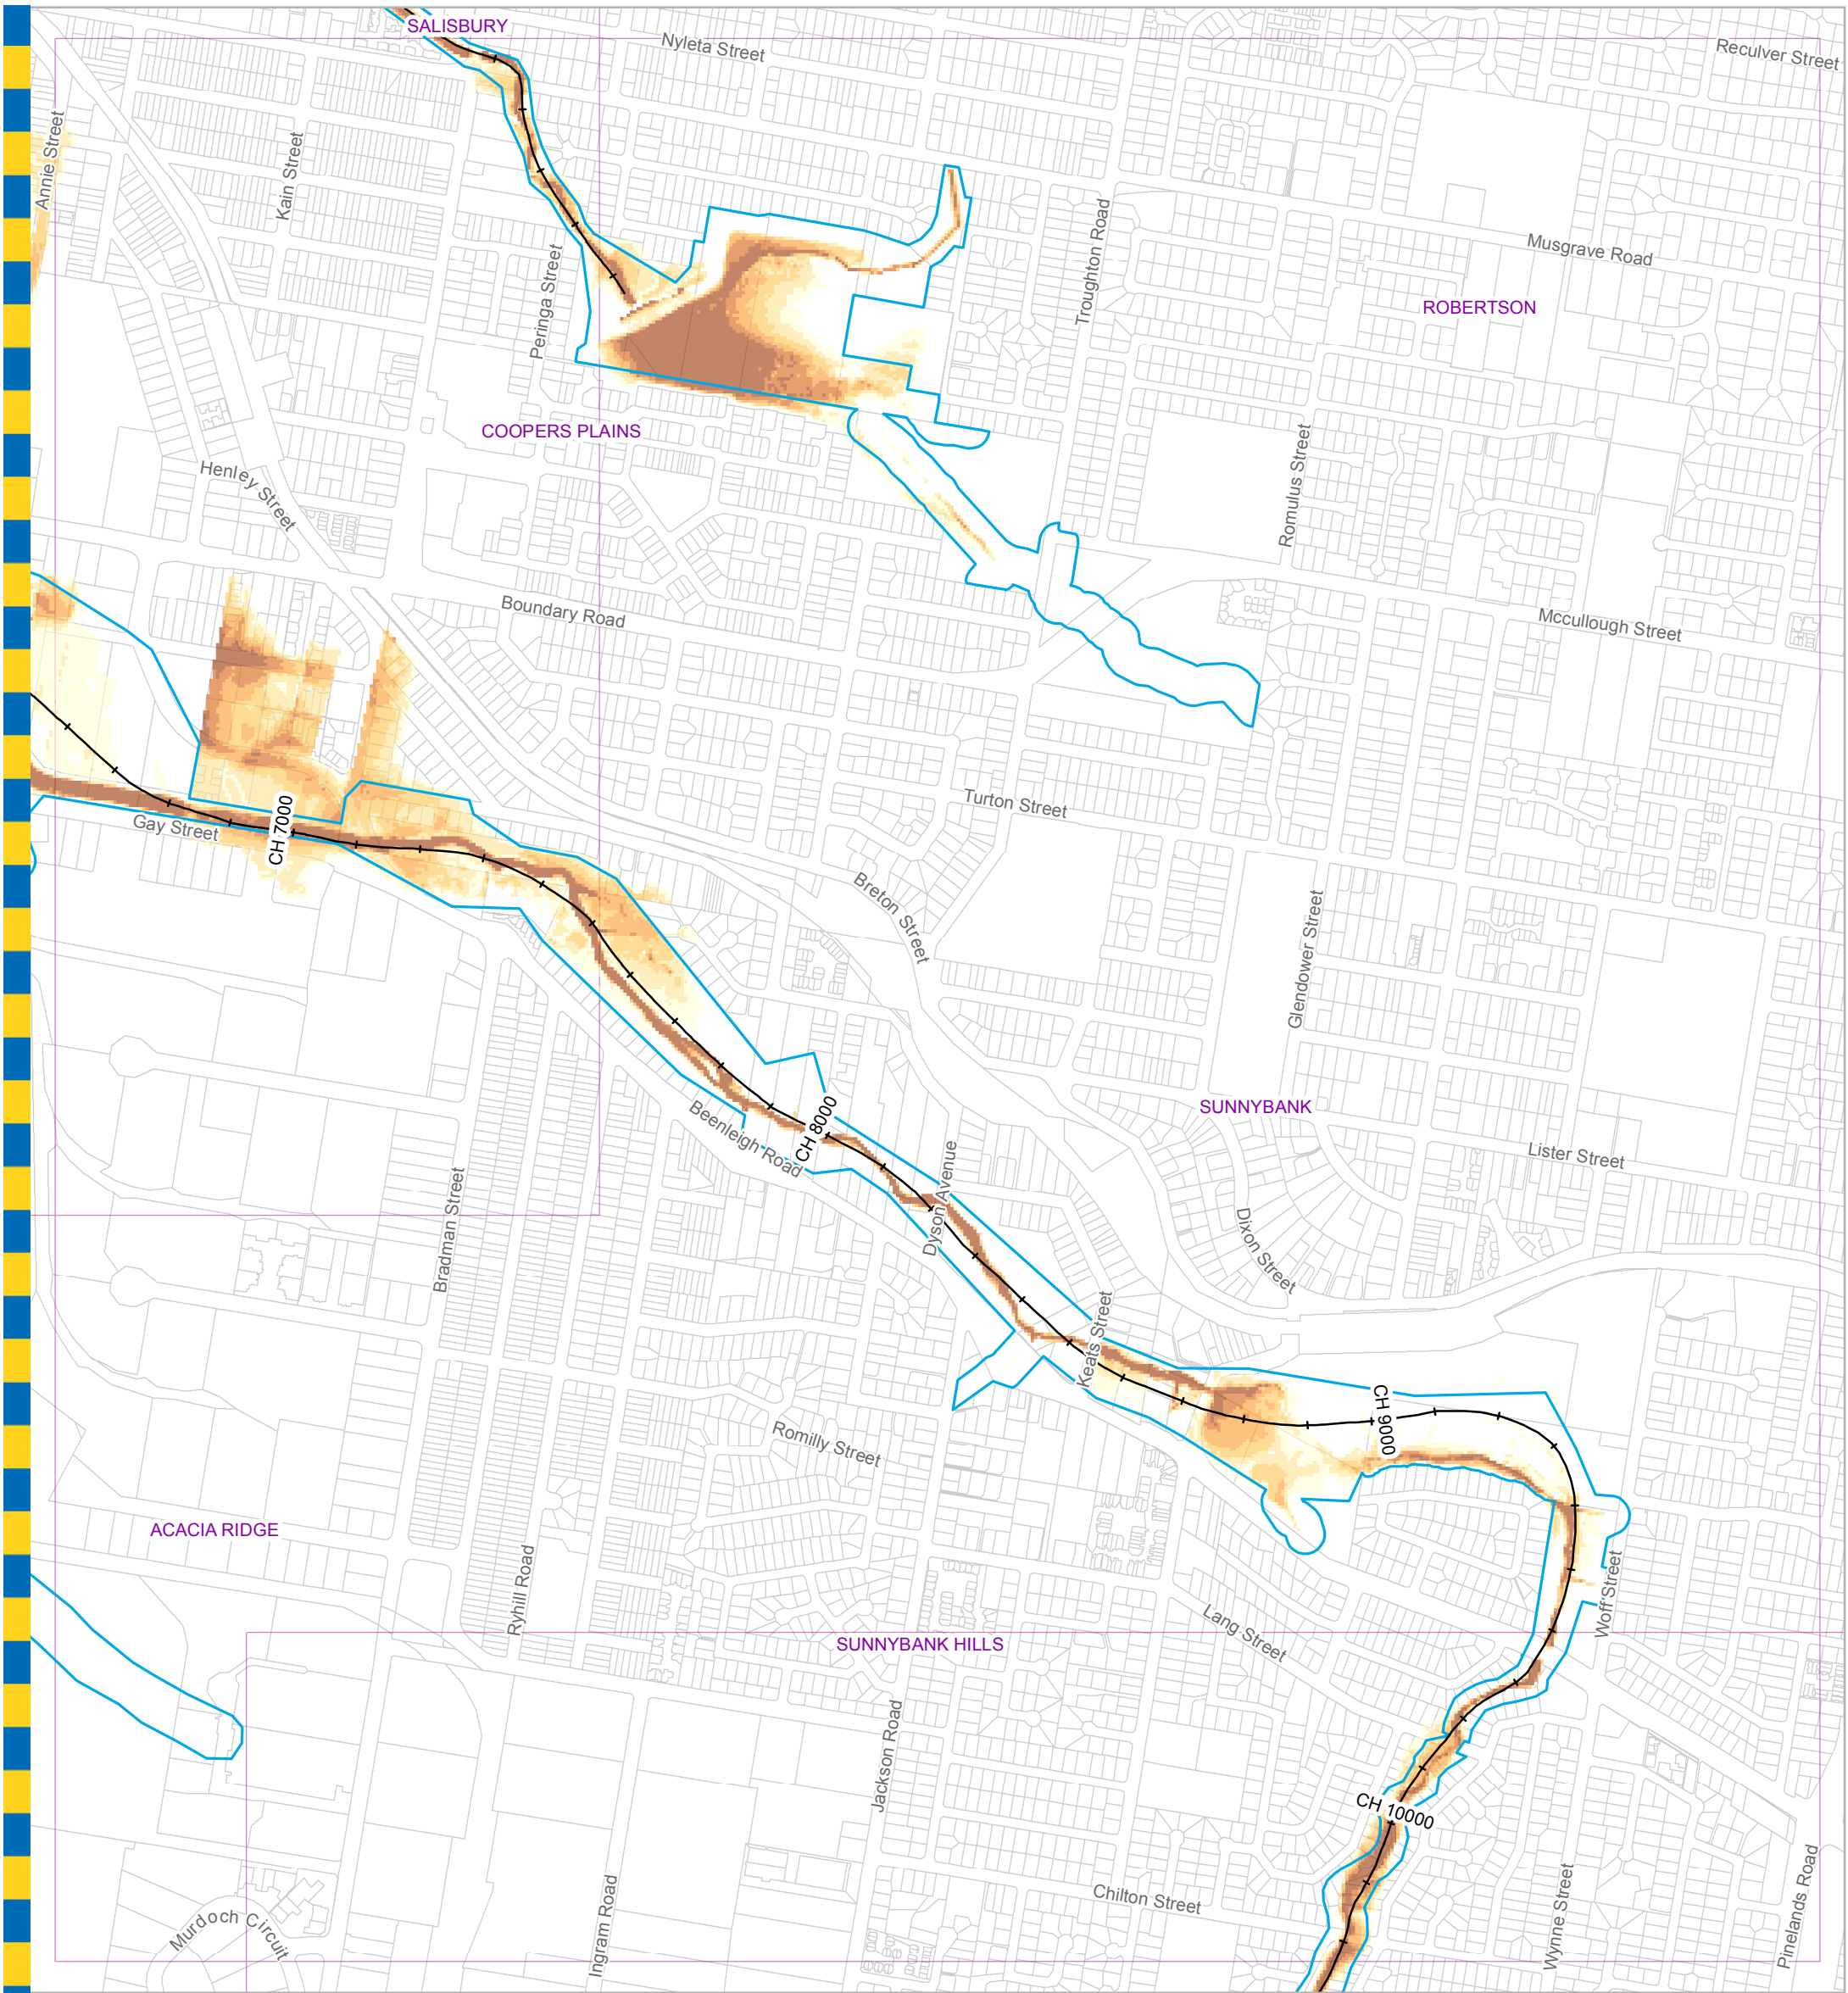 SALISBURY
Nyleta Street
Reculver Street
Annie Street
Kain Street
Peringa Street
Troughton Road
Musgrave Road
ROBERTSON
COOPERS PLAINS
Henley Street
Romulus Street
Boundary Road
Mccullough Street
CH 7000
Gay Street
Turton Street
Breton Street
Glendower Street
CH 8000
Beenleigh Road
SUNNYBANK
Lister Street
Bradman Street
Dyson Avenue
Dixon Street
Keats Street
CH 9000
Romilly Street
ACACIA RIDGE
Ryhill Road
Woff Street
Lang Street
SUNNYBANK HILLS
Jackson Road
CH 10000
Chilton Street
Murdoch Circuit
Ingram Road
Wynne Street
Pinelands Road